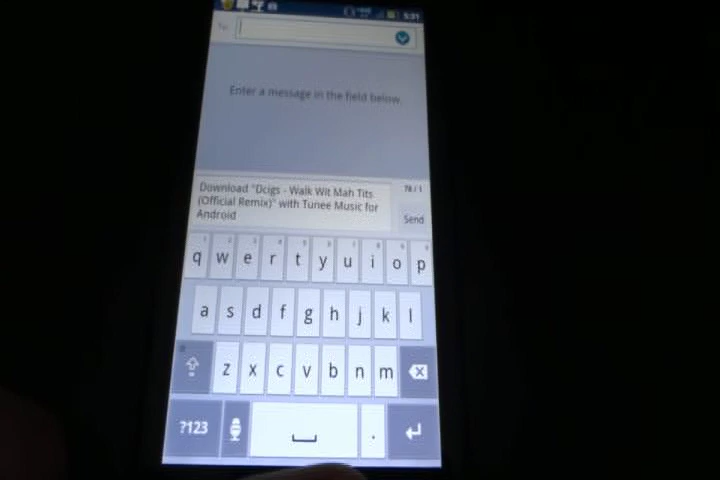 5:31
To
Enter a message in the field below.
Download "Dcigs - Walk Wit Mah Tits
78 / 1
(Official Remix)" with Tunee Music for
Android
Send
q w e r t y u i o p
a s d f g h j k l
z x c v b n m
?123 .